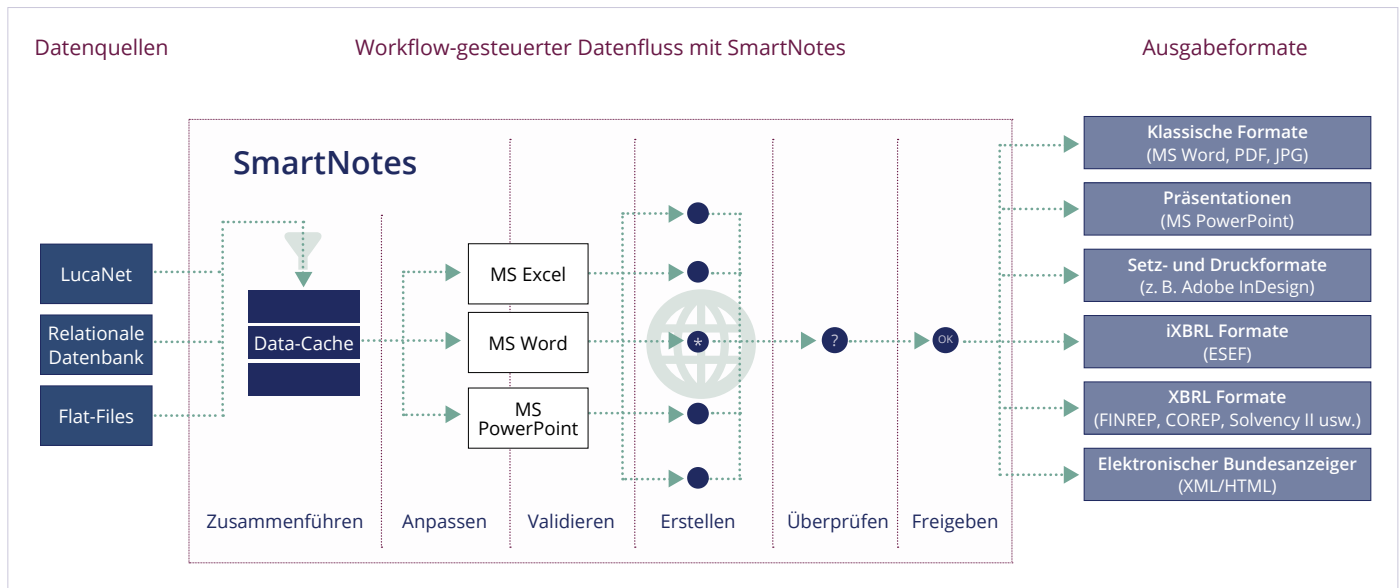 Datenquellen
Workflow-gesteuerter Datenfluss mit SmartNotes
Ausgabeformate
SmartNotes
LucaNet
Relationale
Datenbank
Flat-Files
Data-Cache
MS Excel
MS Word
MS
PowerPoint
*
?
OK
Klassische Formate
(MS Word, PDF, JPG)
Präsentationen
(MS PowerPoint)
Setz- und Druckformate
(z. B. Adobe InDesign)
iXBRL Formate
(ESEF)
XBRL Formate
(FINREP, COREP, Solvency II usw.)
Elektronischer Bundesanzeiger
(XML/HTML)
Zusammenführen
Anpassen
Validieren
Erstellen
Überprüfen
Freigeben